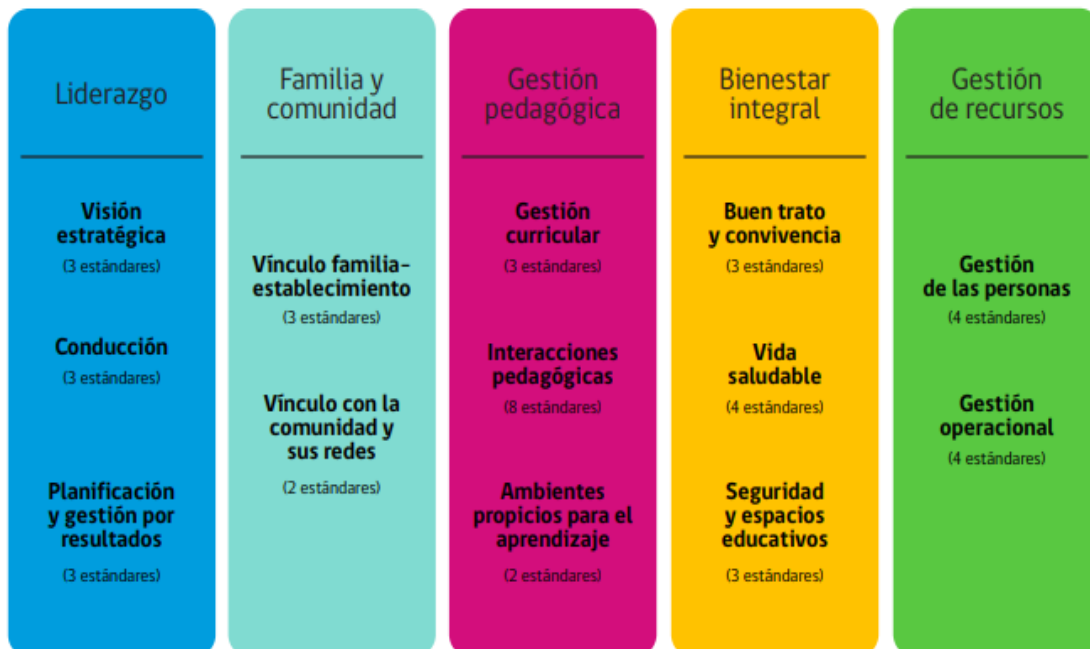 Liderazgo
Visión
estratégica
(3 estándares)
Conducción
(3 estándares)
Planificación
y gestión por
resultados
(3 estándares)
Familia y
comunidad
Vínculo familia-
establecimiento
(3 estándares)
Vínculo con la
comunidad y
sus redes
(2 estándares)
Gestión
pedagógica
Gestión
curricular
(3 estándares)
Interacciones
pedagógicas
(8 estándares)
Ambientes
propicios para el
aprendizaje
(2 estándares)
Bienestar
integral
Buen trato
y convivencia
(3 estándares)
Vida
saludable
(4 estándares)
Seguridad
y espacios
educativos
(3 estándares)
Gestión
de recursos
Gestión
de las personas
(4 estándares)
Gestión
operacional
(4 estándares)